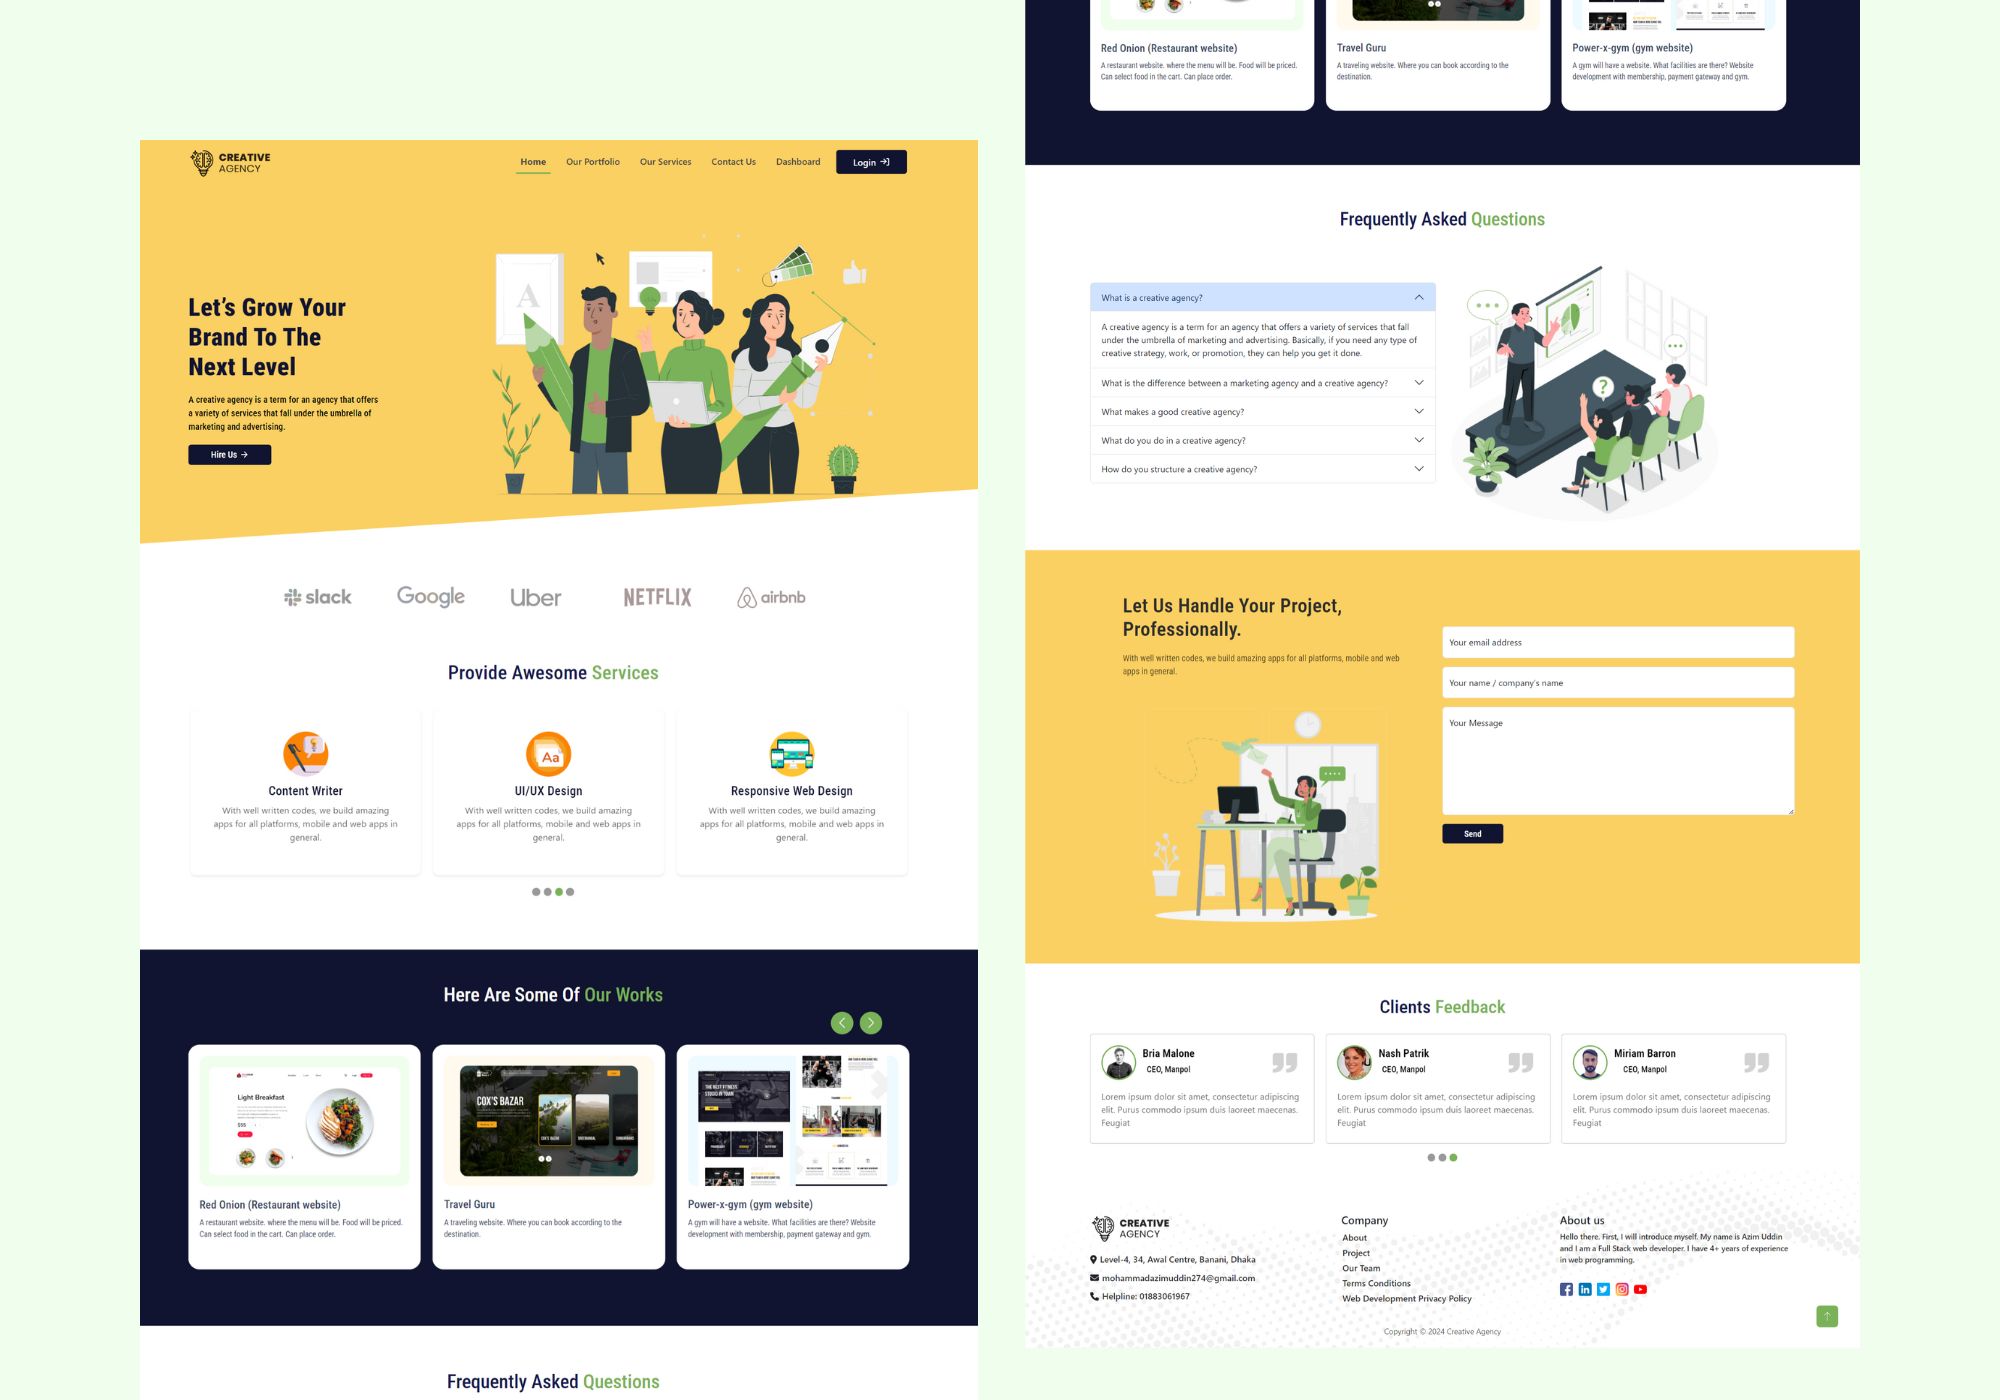 CREATIVE
AGENCY
Home
Our Portfolio
Our Services
Contact Us
Dashboard
Login
Let's Grow Your
Brand To The
Next Level
A creative agency is a term for an agency that offers
a variety of services that fall under the umbrella of
marketing and advertising.
Hire Us
A
slack
Google
Uber
NETFLIX
airbnb
Provide Awesome Services
Aa
Content Writer
With well written codes, we build amazing
apps for all platforms, mobile and web apps in
general.
UI/UX Design
With well written codes, we build amazing
apps for all platforms, mobile and web apps in
general.
Responsive Web Design
With well written codes, we build amazing
apps for all platforms, mobile and web apps in
general.
Here Are Some Of Our Works
Light Breakfast
COX'S BAZAR
THE BEST FITNESS
STUDIO IN TOWN
Red Onion (Restaurant website)
A restaurant website. where the menu will be. Food will be priced.
Can select food in the cart. Can place order.
Travel Guru
A traveling website. Where you can book according to the
destination.
Power-x-gym (gym website)
A gym will have a website. What facilities are there? Website
development with membership, payment gateway and gym.
Frequently Asked Questions
Red Onion (Restaurant website)
A restaurant website. where the menu will be. Food will be priced.
Can select food in the cart. Can place order.
Travel Guru
A traveling website. Where you can book according to the
destination.
Power-x-gym (gym website)
A gym will have a website. What facilities are there? Website
development with membership, payment gateway and gym.
Frequently Asked Questions
What is a creative agency?
A creative agency is a term for an agency that offers a variety of services that fall
under the umbrella of marketing and advertising. Basically, if you need any type of
creative strategy, work, or promotion, they can help you get it done.
What is the difference between a marketing agency and a creative agency?
What makes a good creative agency?
What do you do in a creative agency?
How do you structure a creative agency?
?
Let Us Handle Your Project,
Professionally.
With well written codes, we build amazing apps for all platforms, mobile and web
apps in general.
Your email address
Your name / company's name
Your Message
Send
Clients Feedback
Bria Malone
CEO, Manpol
Lorem ipsum dolor sit amet, consectetur adipiscing
elit. Purus commodo ipsum duis laoreet maecenas.
Feugiat
Nash Patrik
CEO, Manpol
Lorem ipsum dolor sit amet, consectetur adipiscing
elit. Purus commodo ipsum duis laoreet maecenas.
Feugiat
Miriam Barron
CEO, Manpol
Lorem ipsum dolor sit amet, consectetur adipiscing
elit. Purus commodo ipsum duis laoreet maecenas.
Feugiat
CREATIVE
AGENCY
Level-4, 34, Awal Centre, Banani, Dhaka
mohammadazimuddin274@gmail.com
Helpline: 01883061967
Company
About
Project
Our Team
Terms Conditions
Web Development Privacy Policy
About us
Hello there. First, I will introduce myself. My name is Azim Uddin
and I am a Full Stack web developer. I have 4+ years of experience
in web programming.
Copyright © 2024 Creative Agency